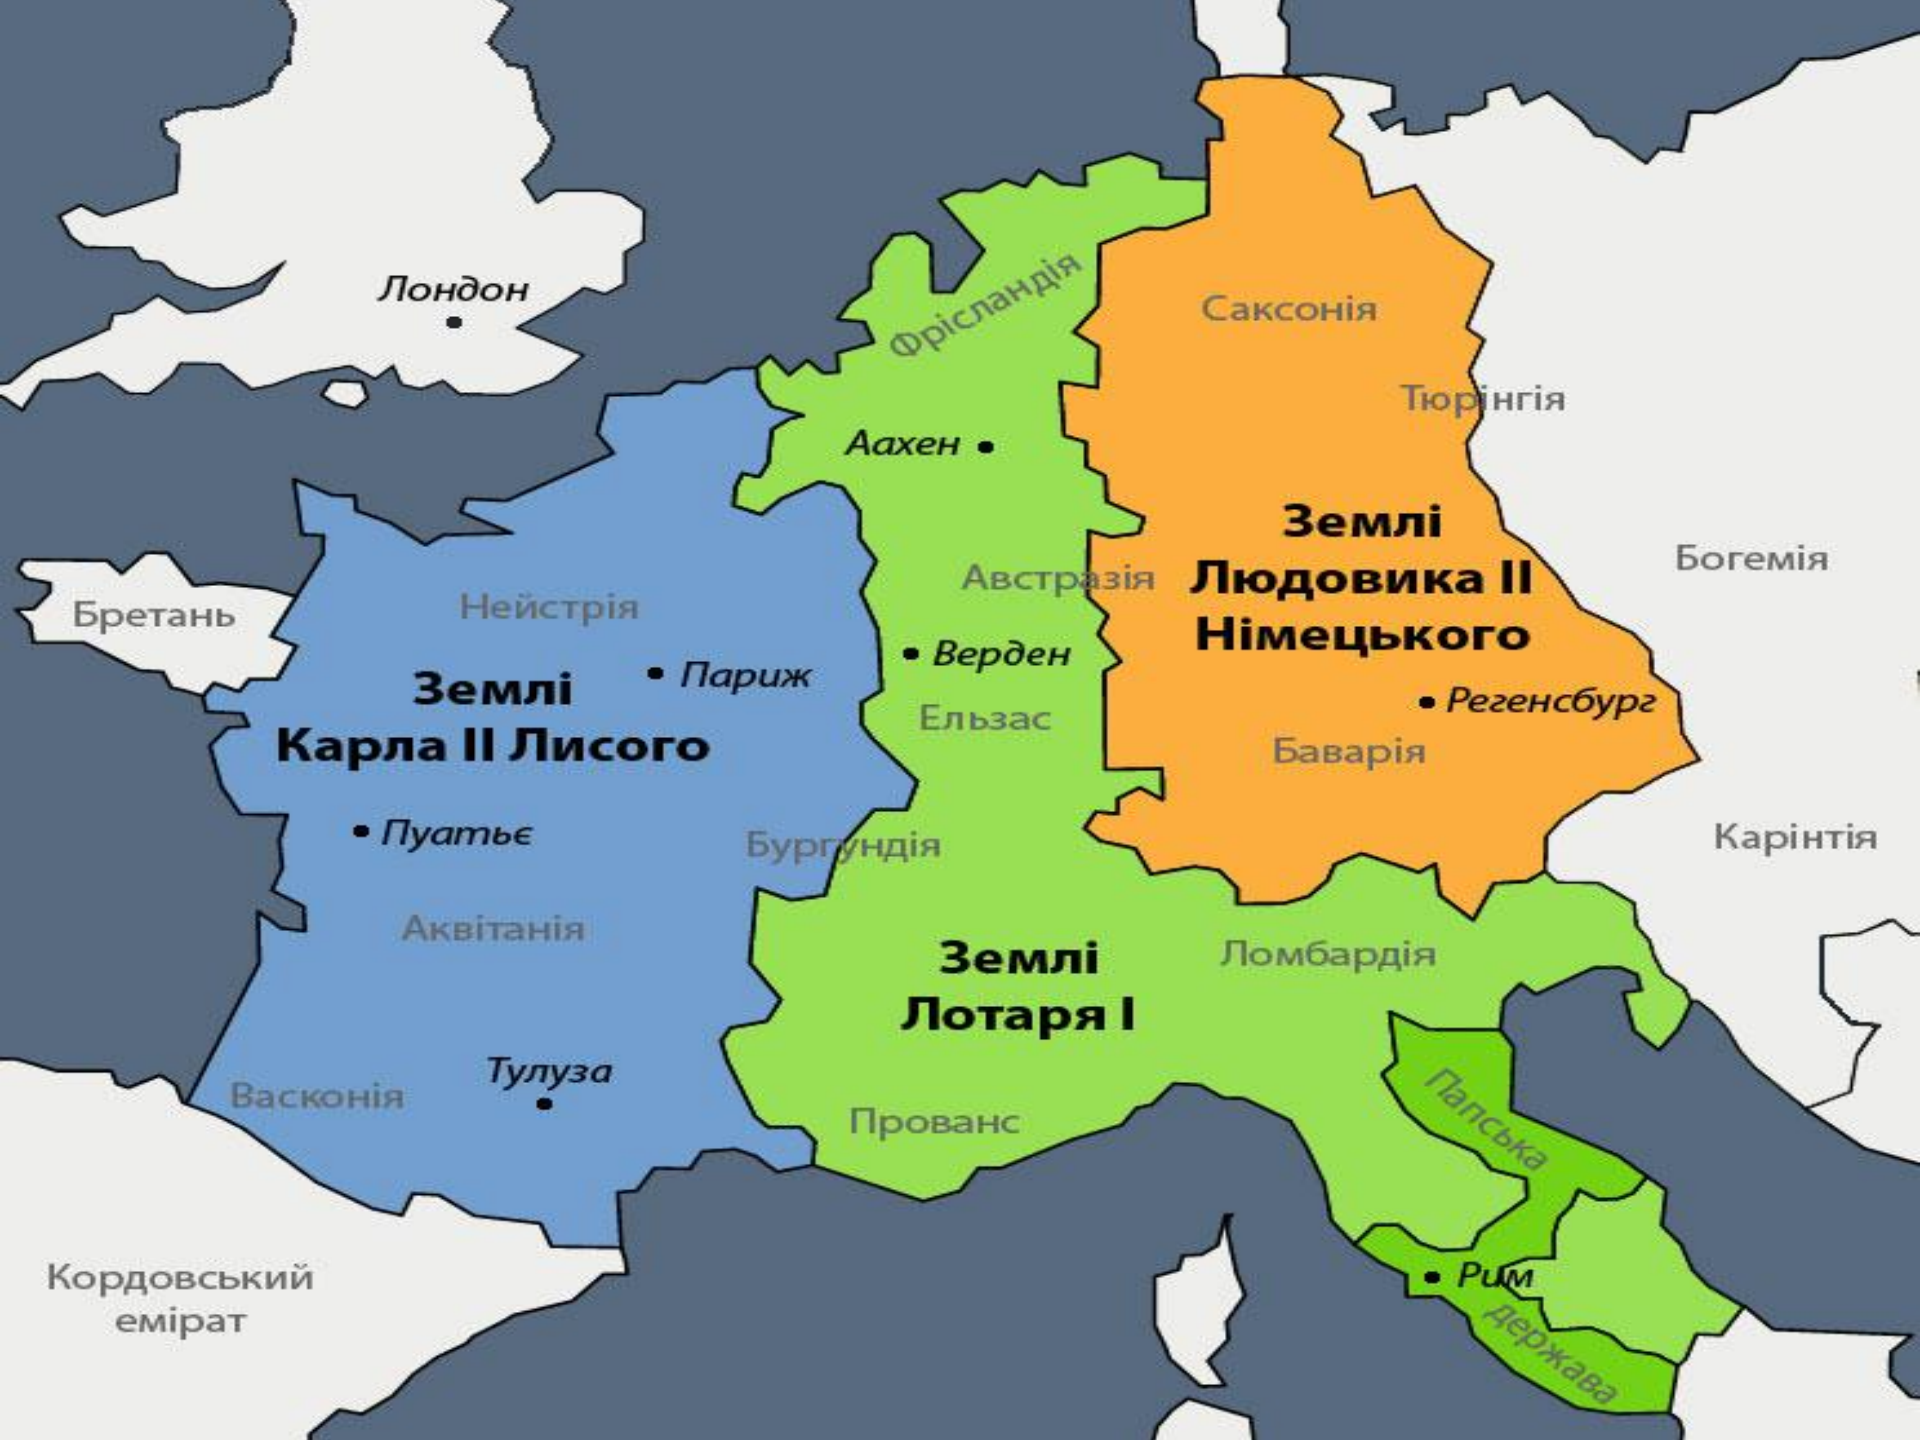 Лондон
Фрісландія
Саксонія
Тюрінгія
Аахен
Землі
Людовика II
Німецького
Богемія
Австразія
Бретань
Нейстрія
Верден
Париж
Землі
Карла II Лисого
Регенсбург
Ельзас
Баварія
Пуатьє
Бургундія
Карінтія
Аквітанія
Землі
Лотаря I
Ломбардія
Тулуза
Васконія
Прованс
Папська
Кордовський
емірат
Рим
держава